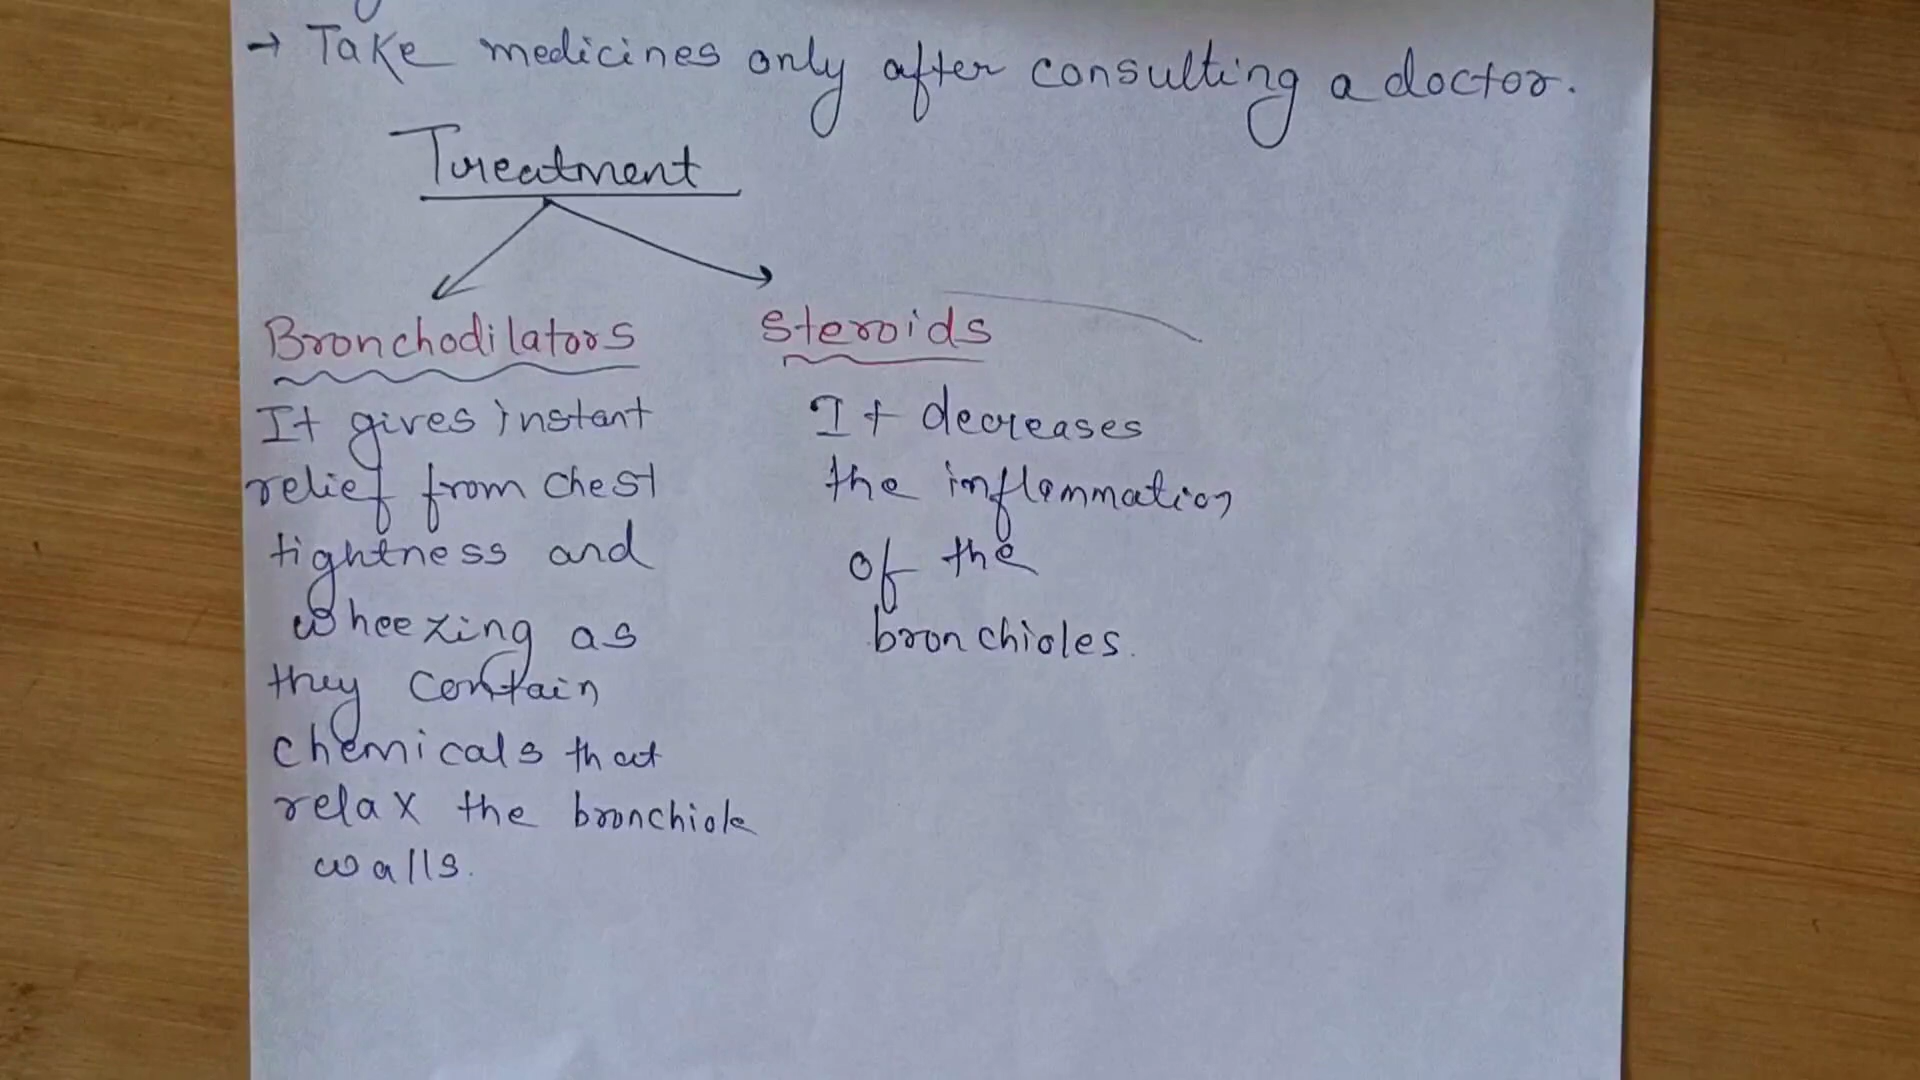 → Take medicines only after consulting a doctor.
Treatment
Bronchodilators
It gives instant
relief from chest
tightness and
wheezing as
they contain
chemicals that
relax the bronchiole
walls.
Steroids
It decreases
the inflammation
of the
bronchioles.